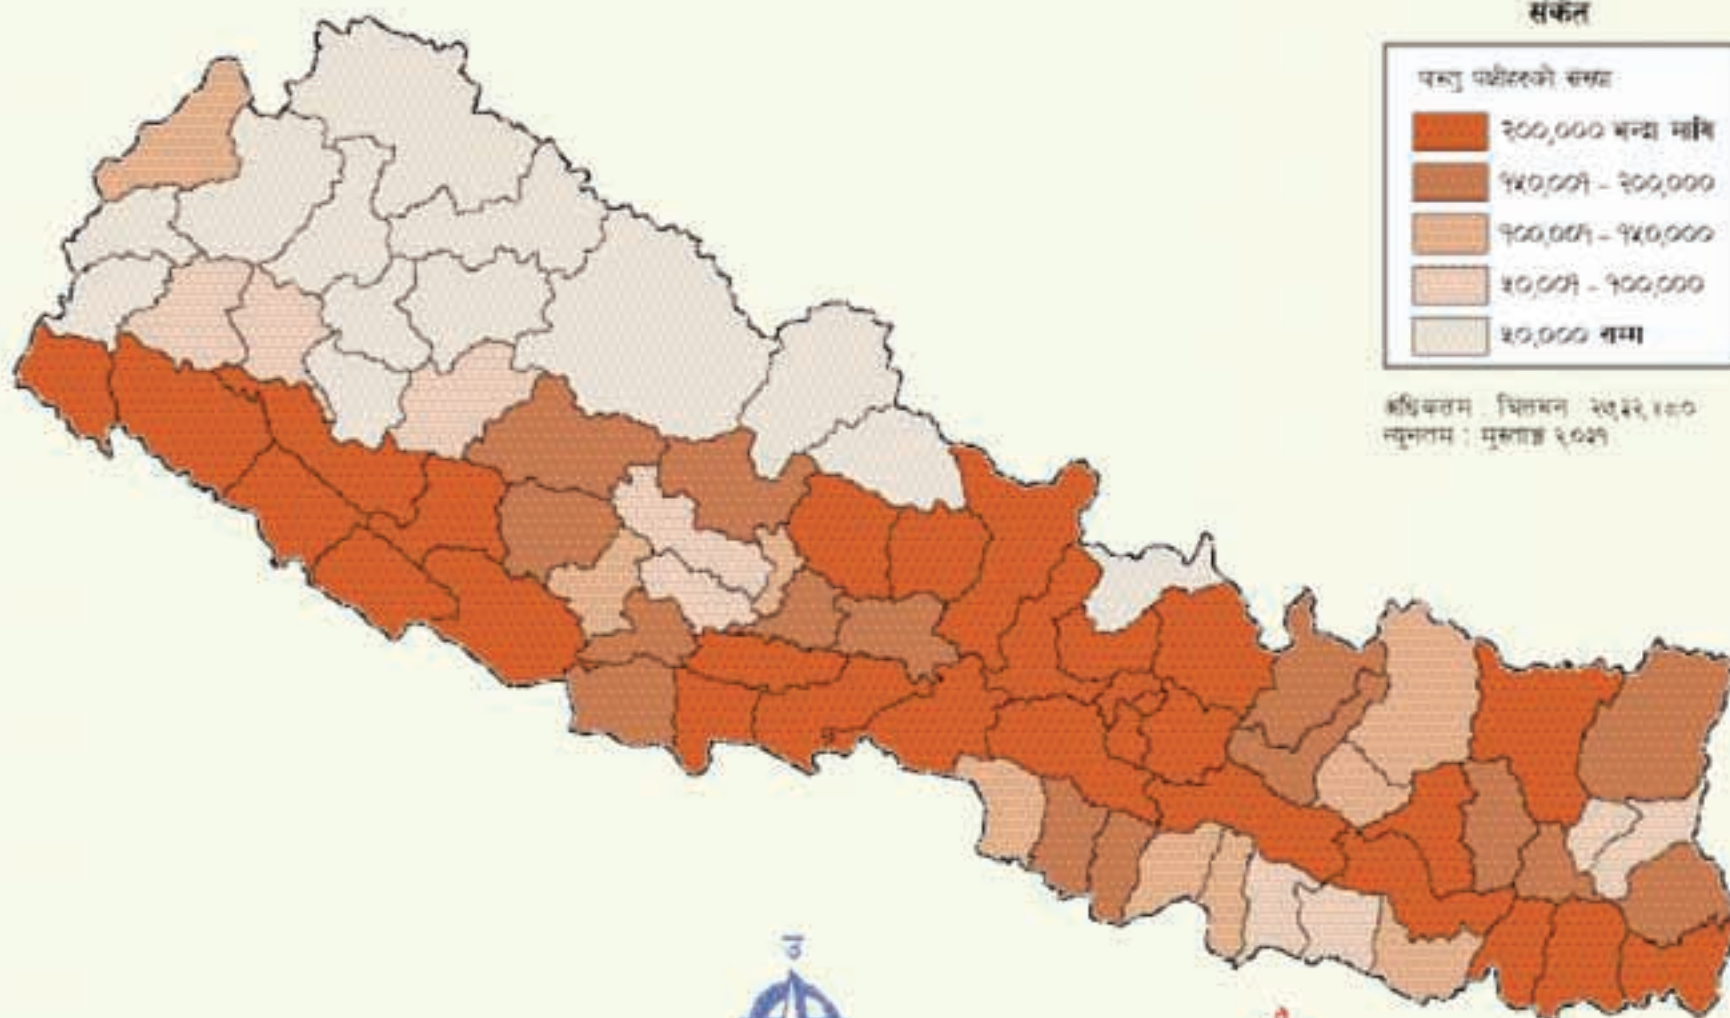 संकेत
पक्षीहरुको संख्या
२००,००० भन्दा माथि
१५०,००१ - २००,०००
१००,००१ - १५०,०००
५०,००१ - १००,०००
५०,००० सम्म
अधिकतम : चितवन
न्यूनतम : मुस्ताङ
उ